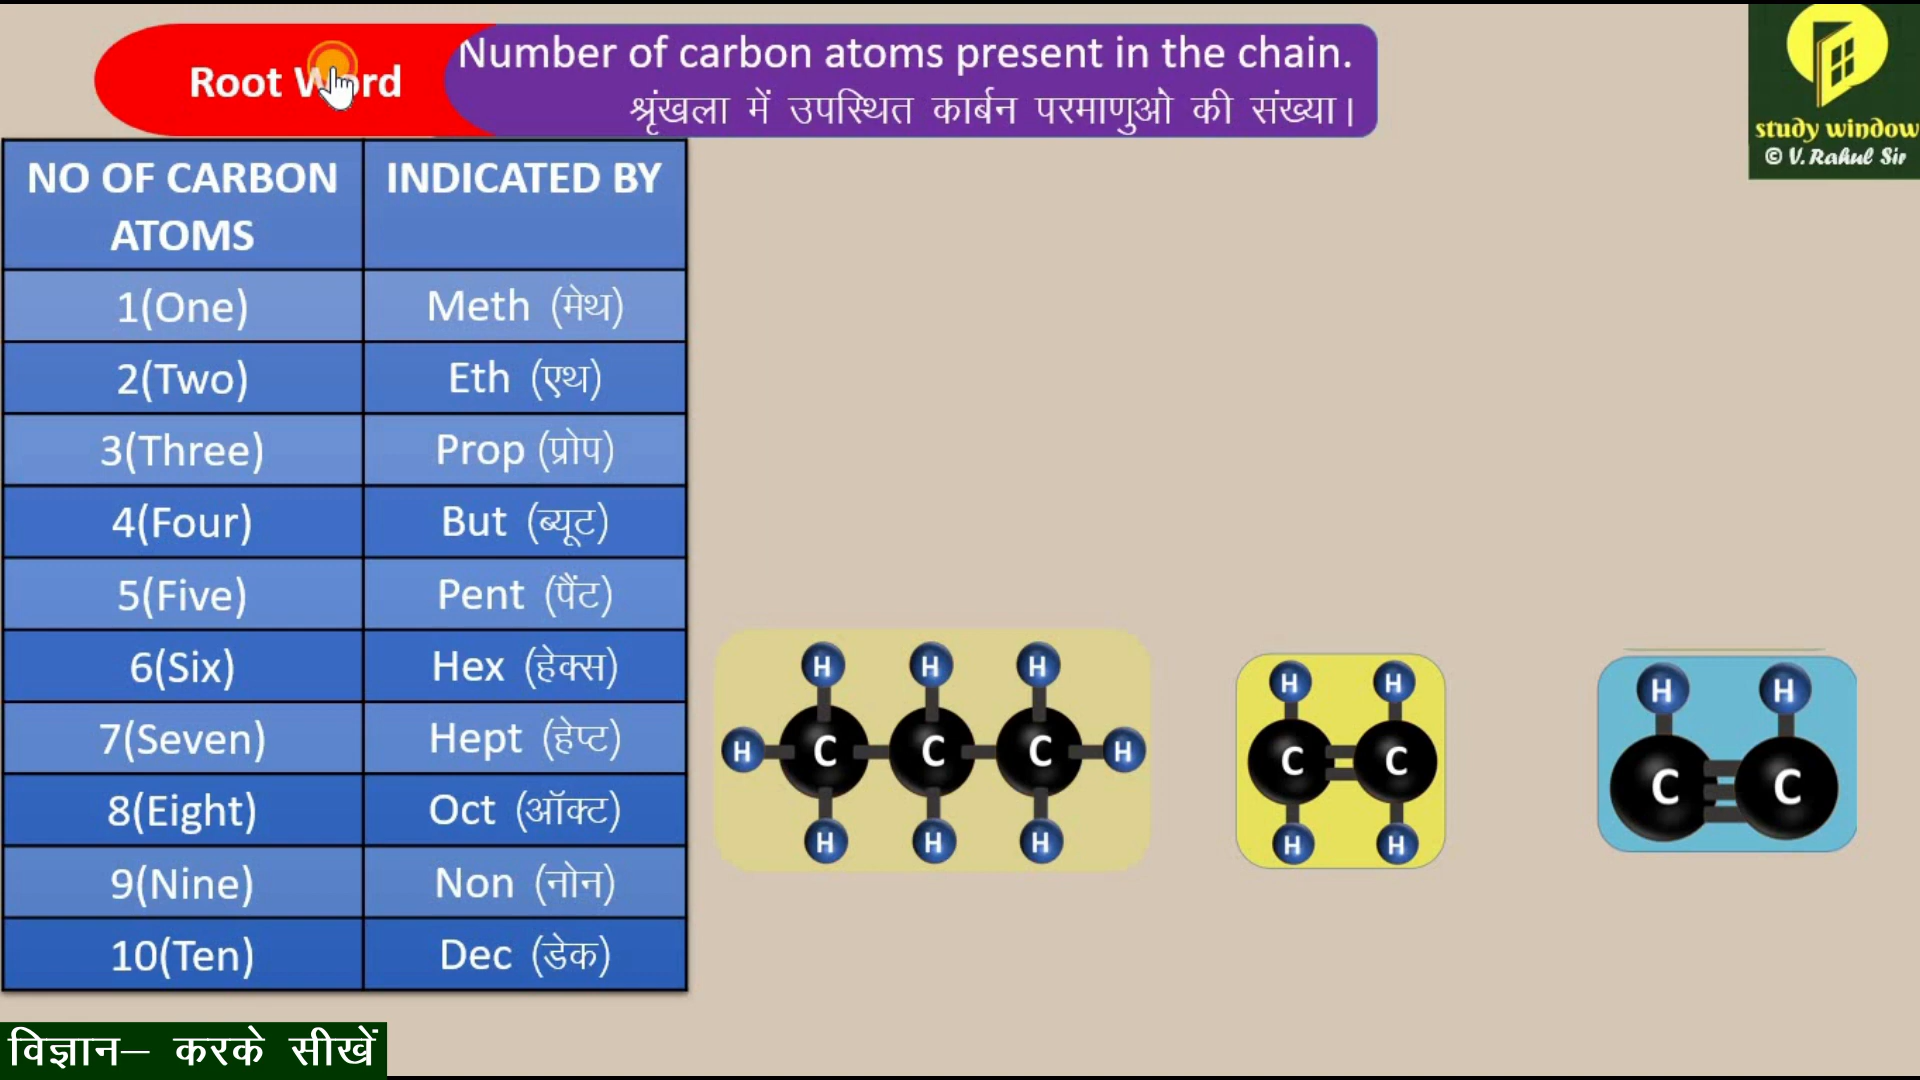 Root Word
Number of carbon atoms present in the chain.
श्रृंखला में उपस्थित कार्बन परमाणुओं की संख्या।
study window
© V. Rahul Sir
NO OF CARBON ATOMS INDICATED BY
1(One) Meth (मेथ)
2(Two) Eth (एथ)
3(Three) Prop (प्रोप)
4(Four) But (ब्यूट)
5(Five) Pent (पैंट)
6(Six) Hex (हेक्स)
7(Seven) Hept (हेप्ट)
8(Eight) Oct (ऑक्ट)
9(Nine) Non (नोन)
10(Ten) Dec (डेक)
H H H
H C C C H
H H H
H H
C C
H H
H H
C C
विज्ञान– करके सीखें